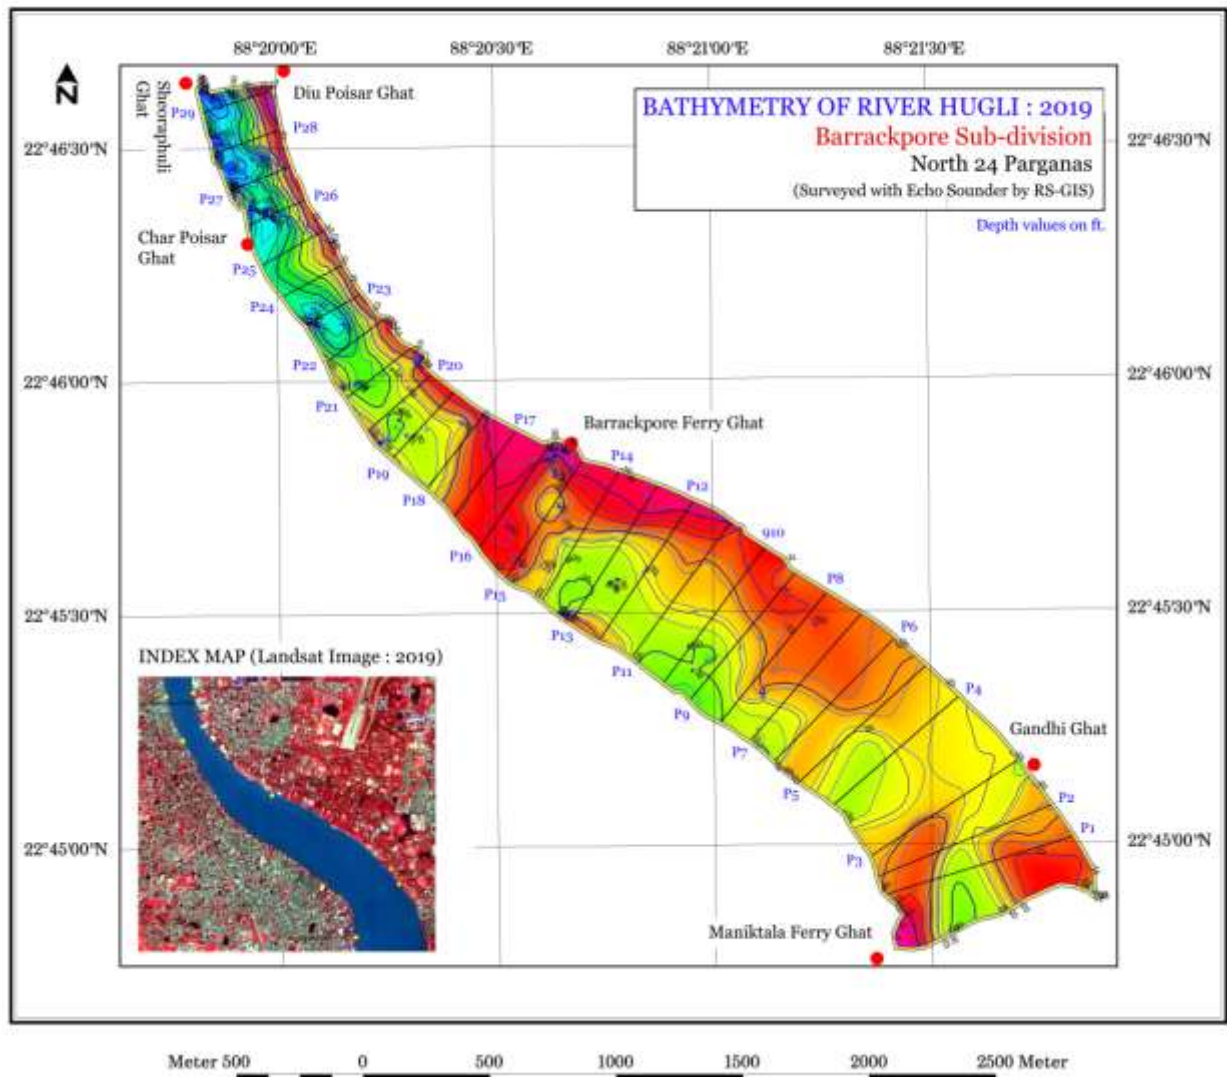 88°20'00"E 88°20'30"E 88°21'00"E 88°21'30"E
N
Sheoraphuli
Ghat
Diu Poisar Ghat
P29
P28
BATHYMETRY OF RIVER HUGLI : 2019
Barrackpore Sub-division
North 24 Parganas
(Surveyed with Echo Sounder by RS-GIS)
Depth values on ft.
22°46'30"N 22°46'30"N
P27
P26
Char Poisar
Ghat
P25
P24
P23
P22
P20
22°46'00"N 22°46'00"N
P21
P17
Barrackpore Ferry Ghat
P19
P14
P18
P12
P16
910
P15
P8
22°45'30"N 22°45'30"N
P13
P6
INDEX MAP (Landsat Image : 2019)
P11
P9
P4
P7
Gandhi Ghat
P5
P2
P1
22°45'00"N 22°45'00"N
P3
Maniktala Ferry Ghat
Meter 500 0 500 1000 1500 2000 2500 Meter